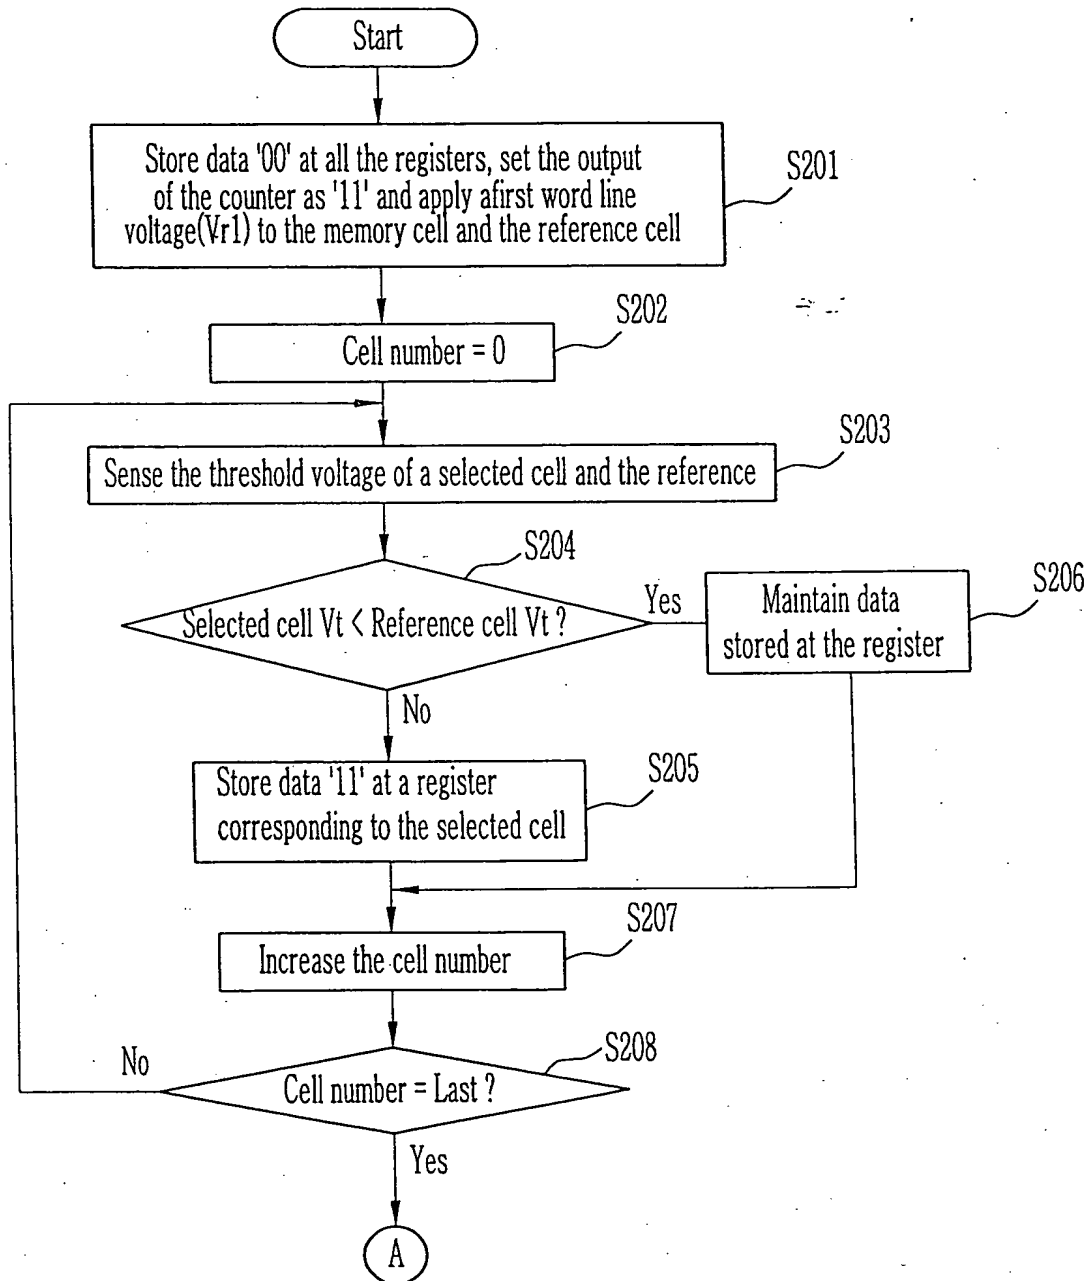 Start
Store data '00' at all the registers, set the output
of the counter as '11' and apply afirst word line
voltage(Vr1) to the memory cell and the reference cell
S201
S202
Cell number = 0
S203
Sense the threshold voltage of a selected cell and the reference
S204
Selected cell Vt < Reference cell Vt ?
Yes
S206
Maintain data
stored at the register
No
S205
Store data '11' at a register
corresponding to the selected cell
S207
Increase the cell number
S208
No
Cell number = Last ?
Yes
A